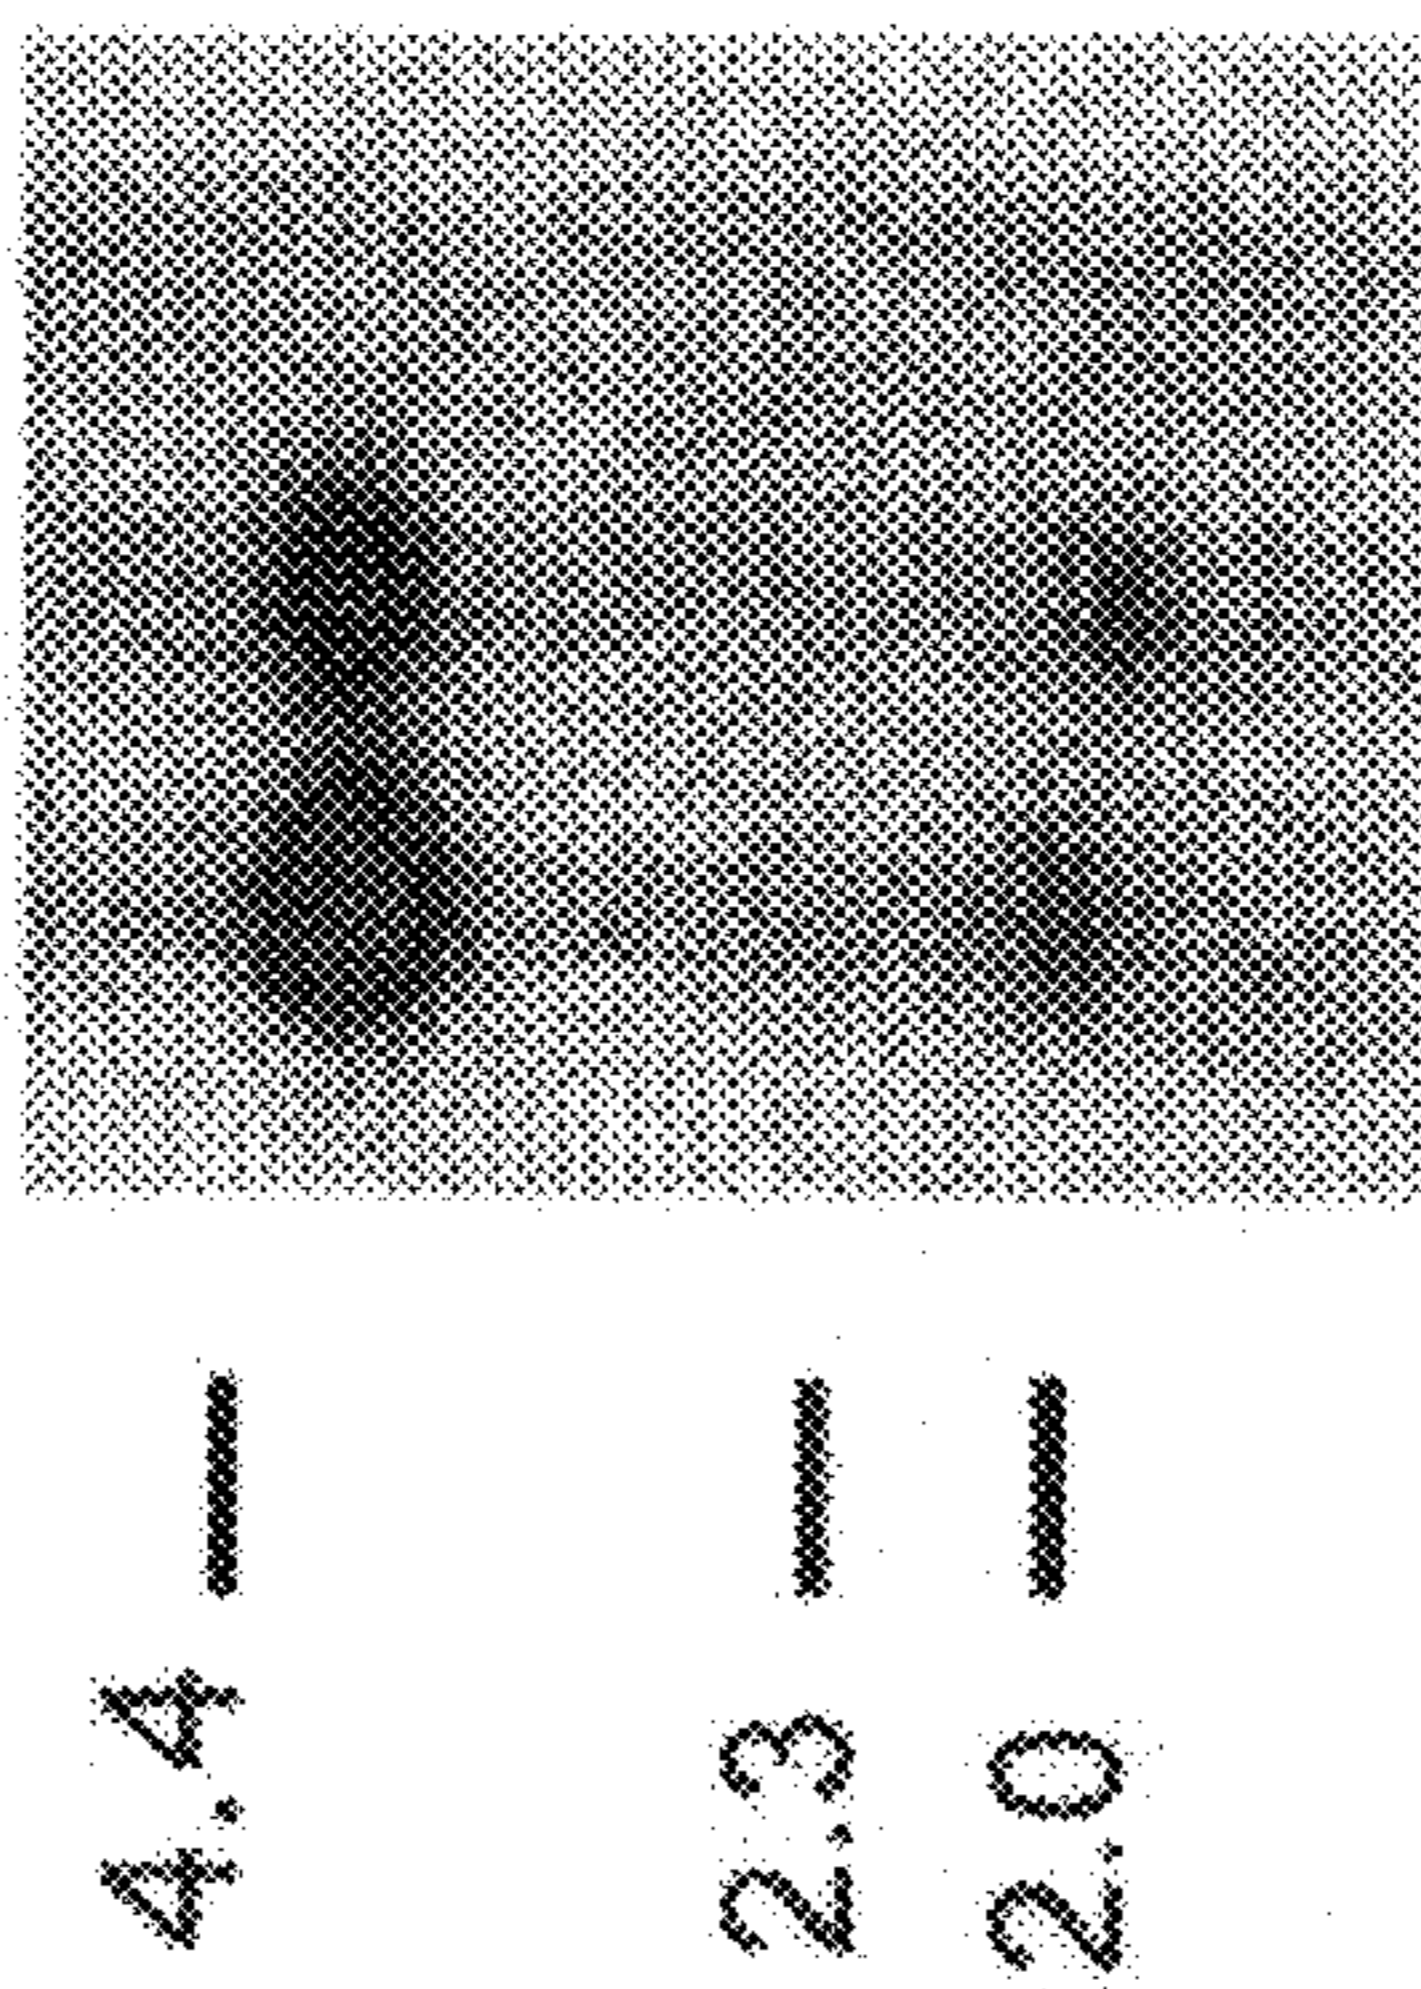 4.4 —
2.3 —
2.0 —